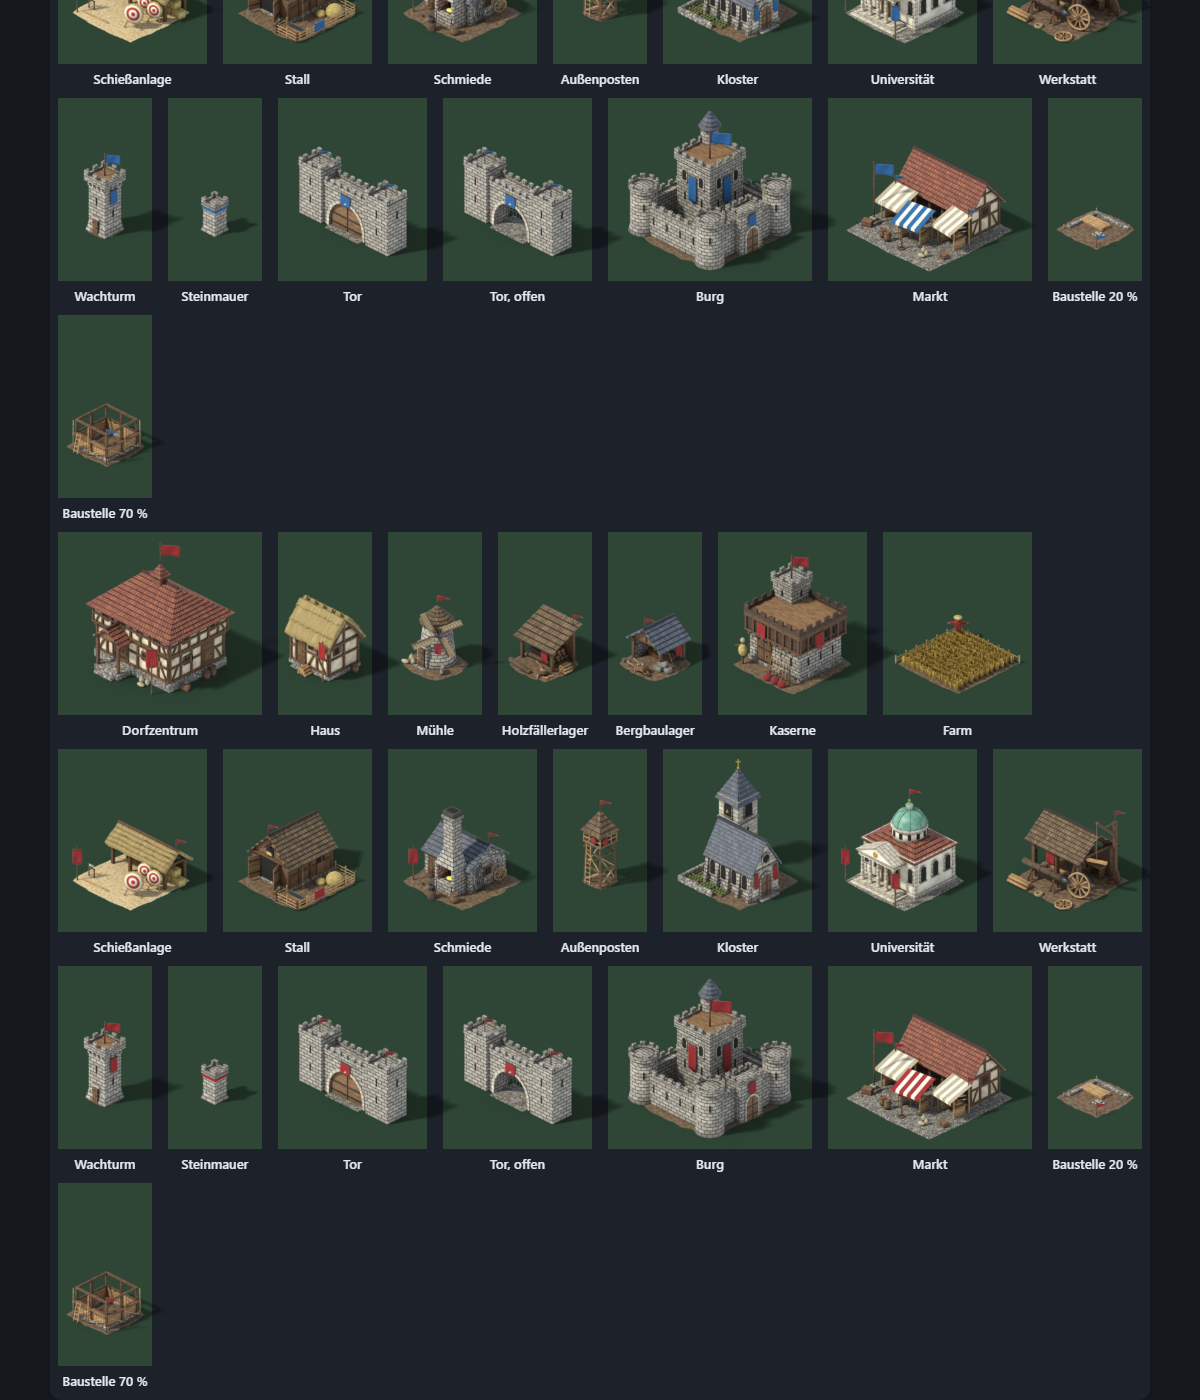 Schießanlage Stall Schmiede Außenposten Kloster Universität Werkstatt
Wachturm Steinmauer Tor Tor, offen Burg Markt Baustelle 20 %
Baustelle 70 %
Dorfzentrum Haus Mühle Holzfällerlager Bergbaulager Kaserne Farm
Schießanlage Stall Schmiede Außenposten Kloster Universität Werkstatt
Wachturm Steinmauer Tor Tor, offen Burg Markt Baustelle 20 %
Baustelle 70 %